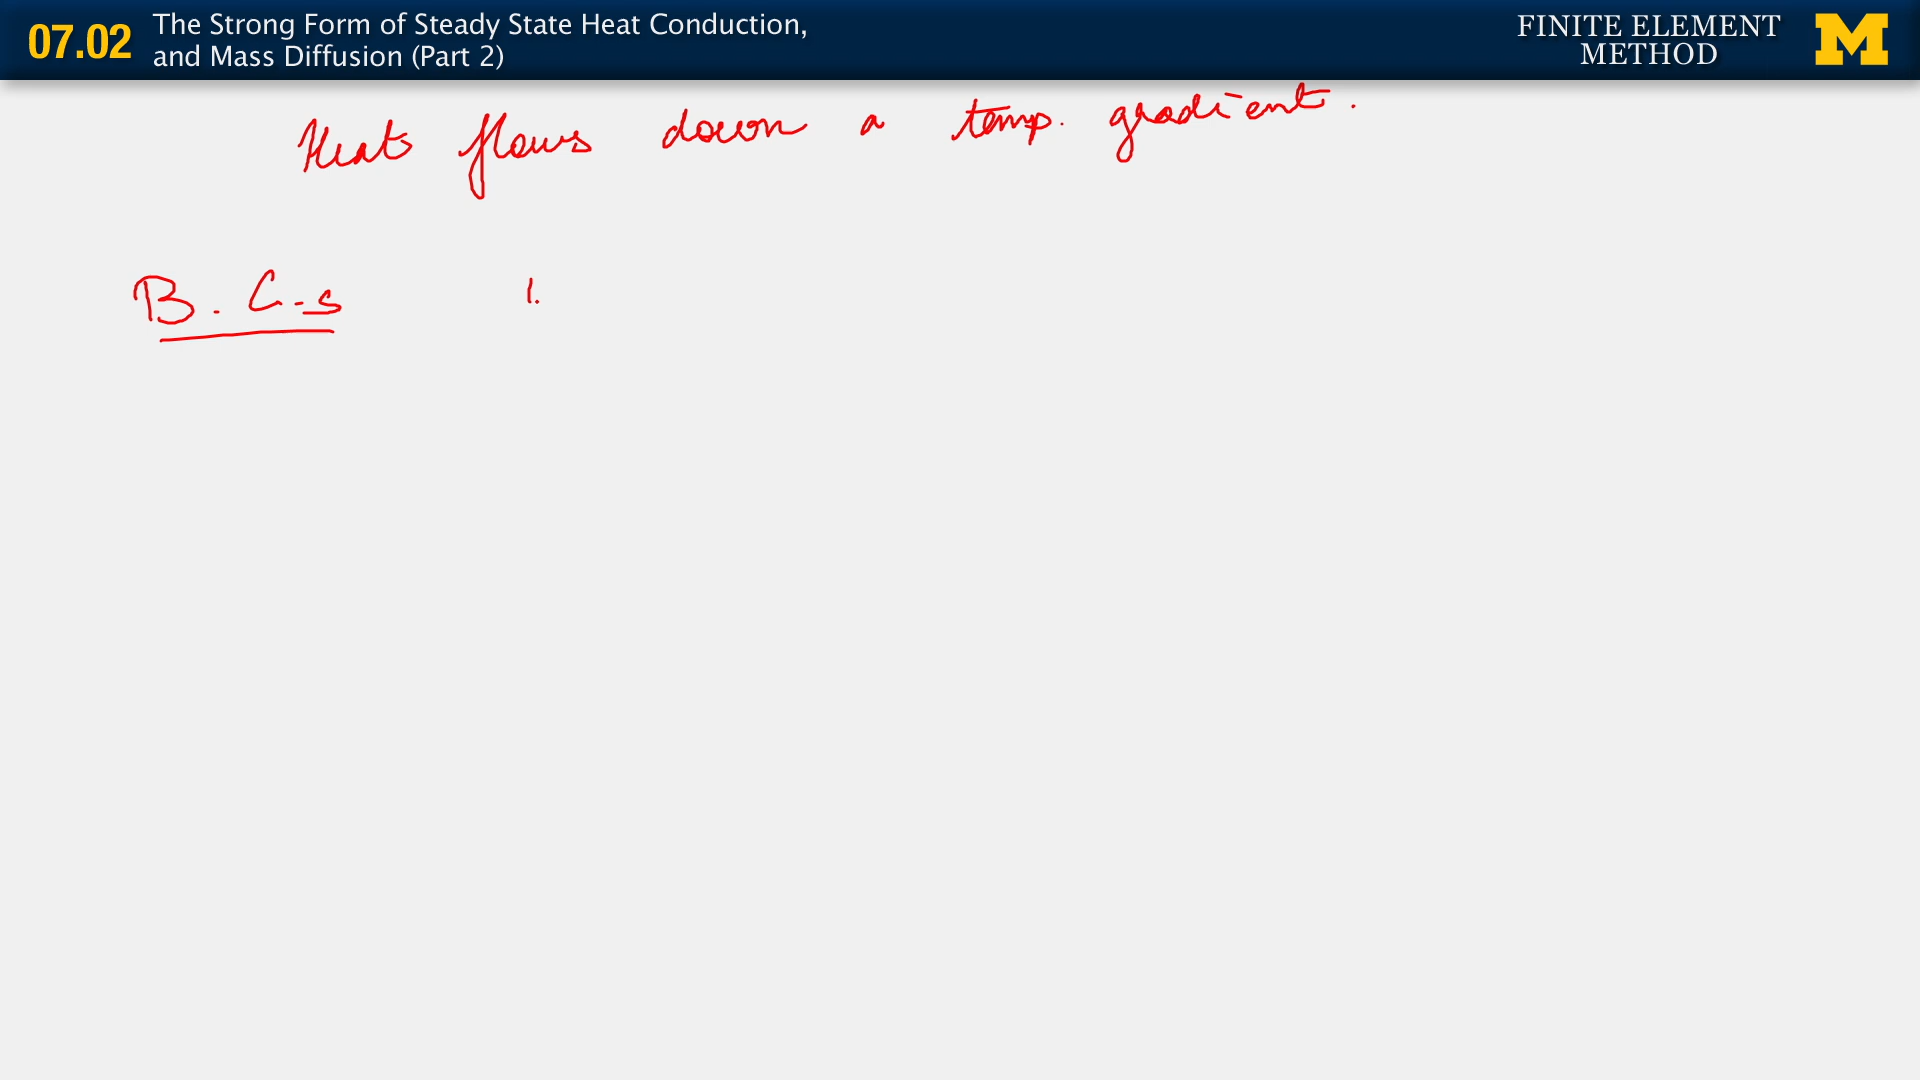 07.02
The Strong Form of Steady State Heat Conduction,
and Mass Diffusion (Part 2)
FINITE ELEMENT
METHOD
M
Heat flows down a temp. gradient.
B.C.-s 1.